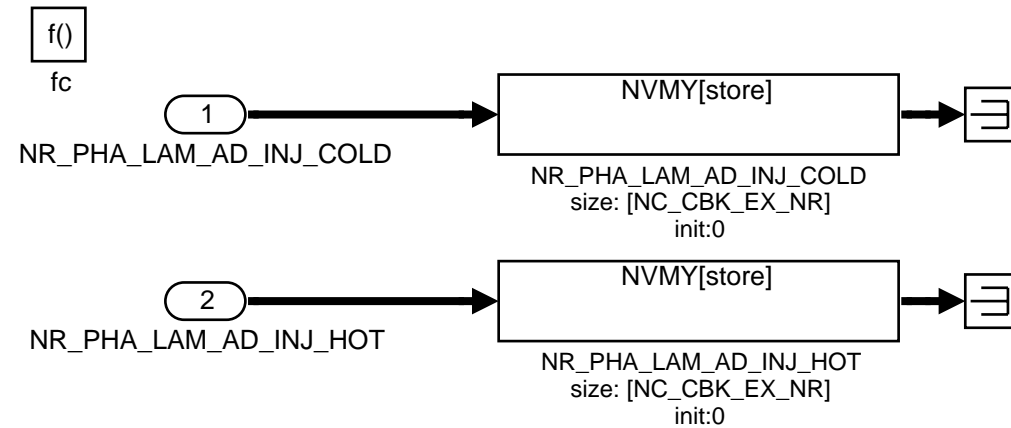 f()
fc
1
NR_PHA_LAM_AD_INJ_COLD
NVMY[store]
NR_PHA_LAM_AD_INJ_COLD
size: [NC_CBK_EX_NR]
init:0
2
NR_PHA_LAM_AD_INJ_HOT
NVMY[store]
NR_PHA_LAM_AD_INJ_HOT
size: [NC_CBK_EX_NR]
init:0